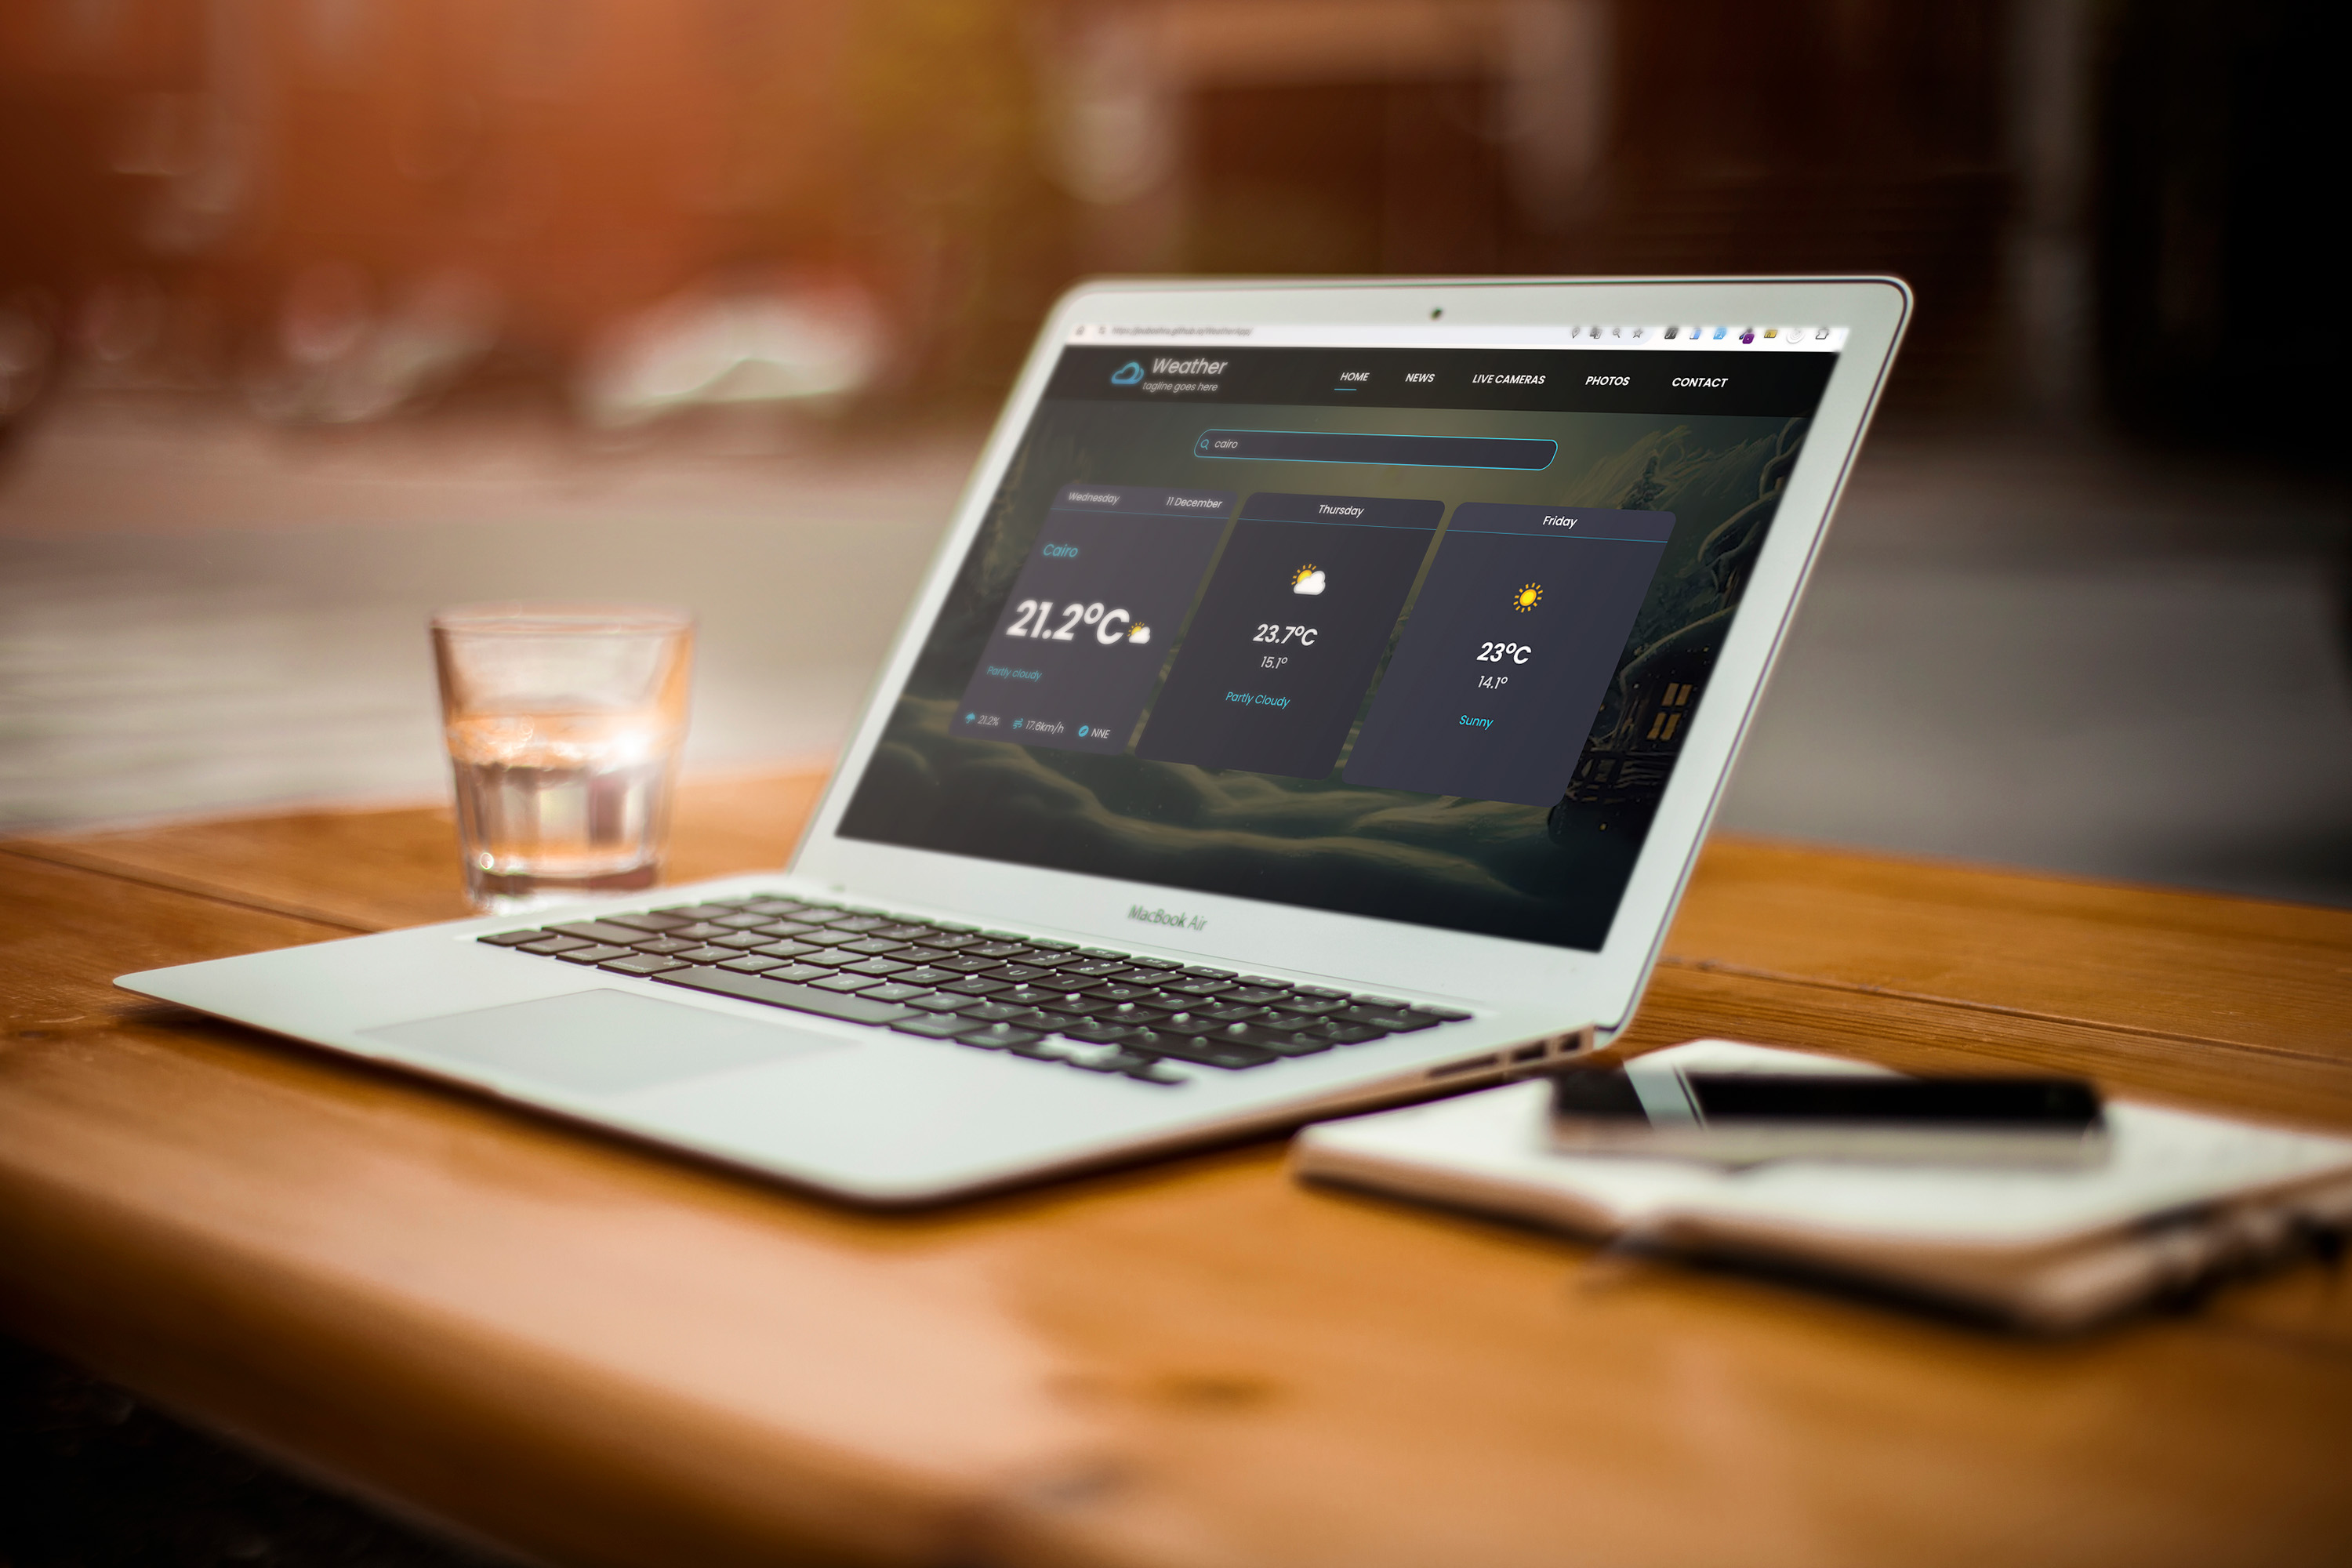 Weather
tagline goes here
HOME NEWS LIVE CAMERAS PHOTOS CONTACT
cairo
Wednesday 11 December
Cairo
21.2°C
Partly cloudy
21.2% 17.6km/h NNE
Thursday
23.7°C
15.1°
Partly Cloudy
Friday
23°C
14.1°
Sunny
MacBook Air